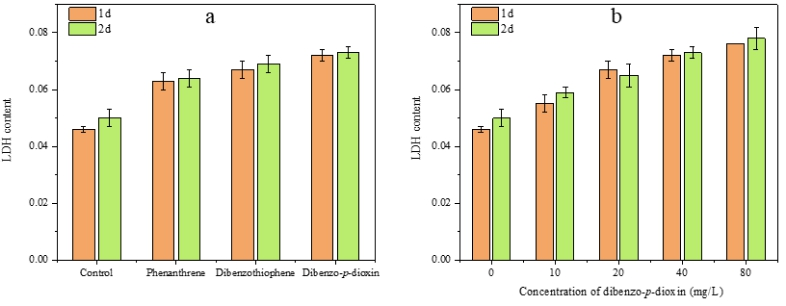 a
1d
2d
LDH content
0.08
0.06
0.04
0.02
0.00
Control Phenanthrene Dibenzothiophene Dibenzo-p-dioxin
b
1d
2d
LDH content
0.08
0.06
0.04
0.02
0.00
0 10 20 40 80
Concentration of dibenzo-p-dioxin (mg/L)